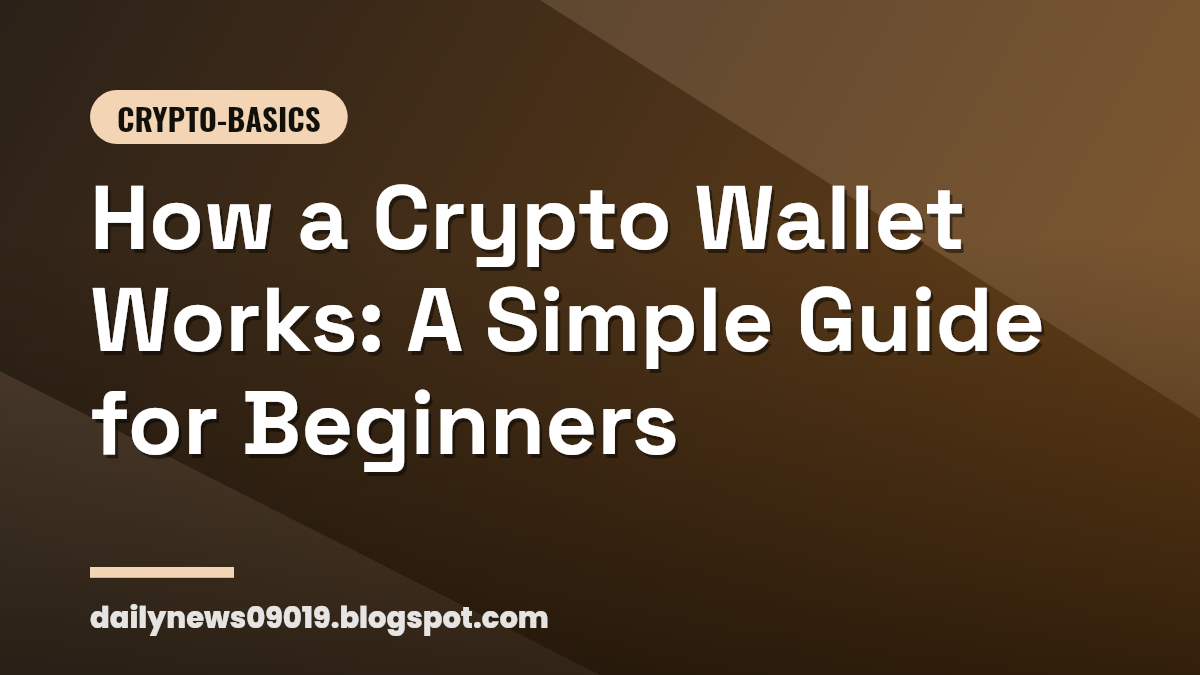 CRYPTO-BASICS
How a Crypto Wallet
Works: A Simple Guide
for Beginners
dailynews09019.blogspot.com